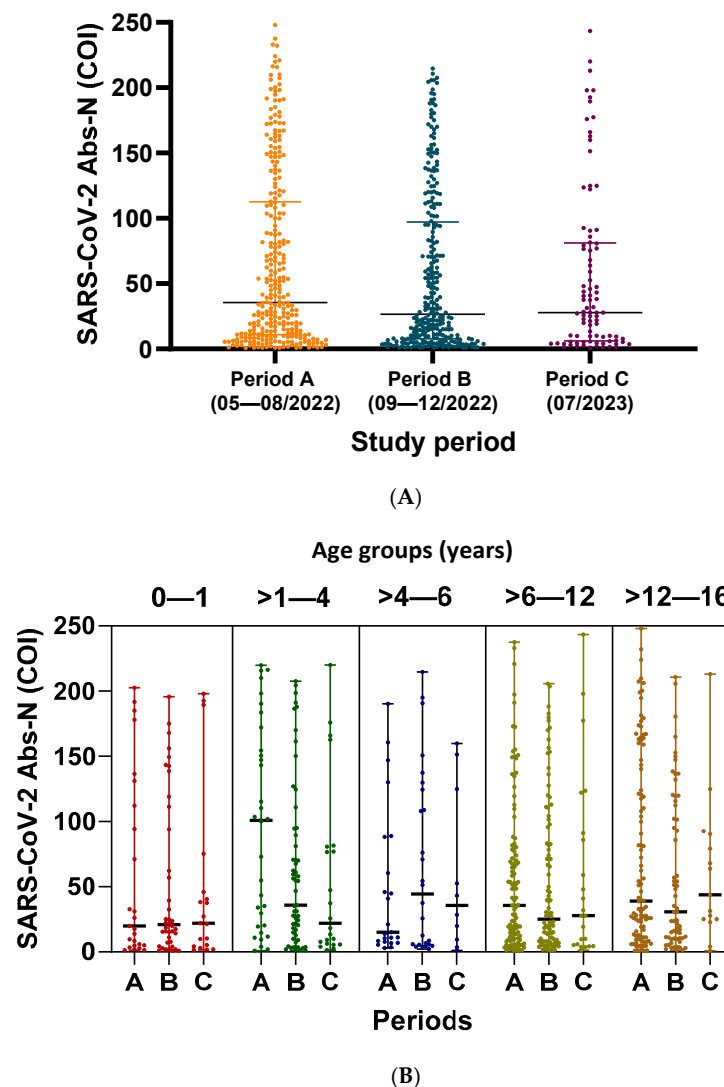 SARS-CoV-2 Abs-N (COI)
250
200
150
100
50
0
Period A Period B Period C
(05—08/2022) (09—12/2022) (07/2023)
Study period
(A)
Age groups (years)
0—1 >1—4 >4—6 >6—12 >12—16
SARS-CoV-2 Abs-N (COI)
250
200
150
100
50
0
A B C A B C A B C A B C A B C
Periods
(B)